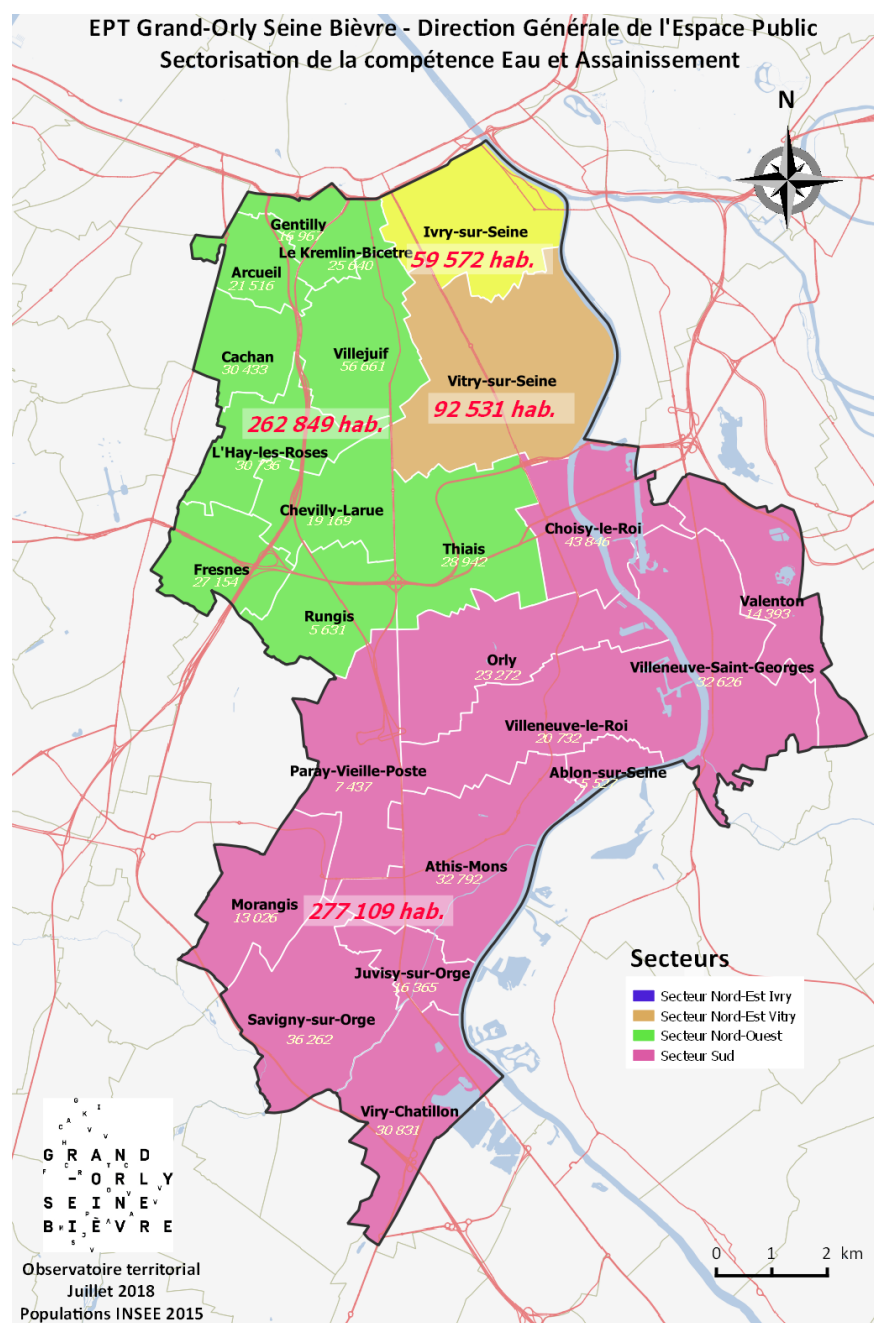 EPT Grand-Orly Seine Bièvre - Direction Générale de l'Espace Public
Sectorisation de la compétence Eau et Assainissement
N
Gentilly
Ivry-sur-Seine
Le Kremlin-Bicetre
25 640
59 572 hab.
Arcueil
21 516
Cachan
30 433
Villejuif
56 661
Vitry-sur-Seine
92 531 hab.
262 849 hab.
L'Hay-les-Roses
30 736
Chevilly-Larue
19 169
Choisy-le-Roi
43 846
Thiais
28 942
Fresnes
27 154
Valenton
14 393
Rungis
5 631
Orly
23 272
Villeneuve-Saint-Georges
32 626
Villeneuve-le-Roi
20 732
Paray-Vieille-Poste
7 437
Ablon-sur-Seine
Athis-Mons
32 792
Morangis
13 026
277 109 hab.
Juvisy-sur-Orge
16 365
Savigny-sur-Orge
36 262
Viry-Chatillon
30 831
Secteurs
Secteur Nord-Est Ivry
Secteur Nord-Est Vitry
Secteur Nord-Ouest
Secteur Sud
GRAND
-ORLY
SEINE
BIÈVRE
Observatoire territorial
Juillet 2018
Populations INSEE 2015
0 1 2 km